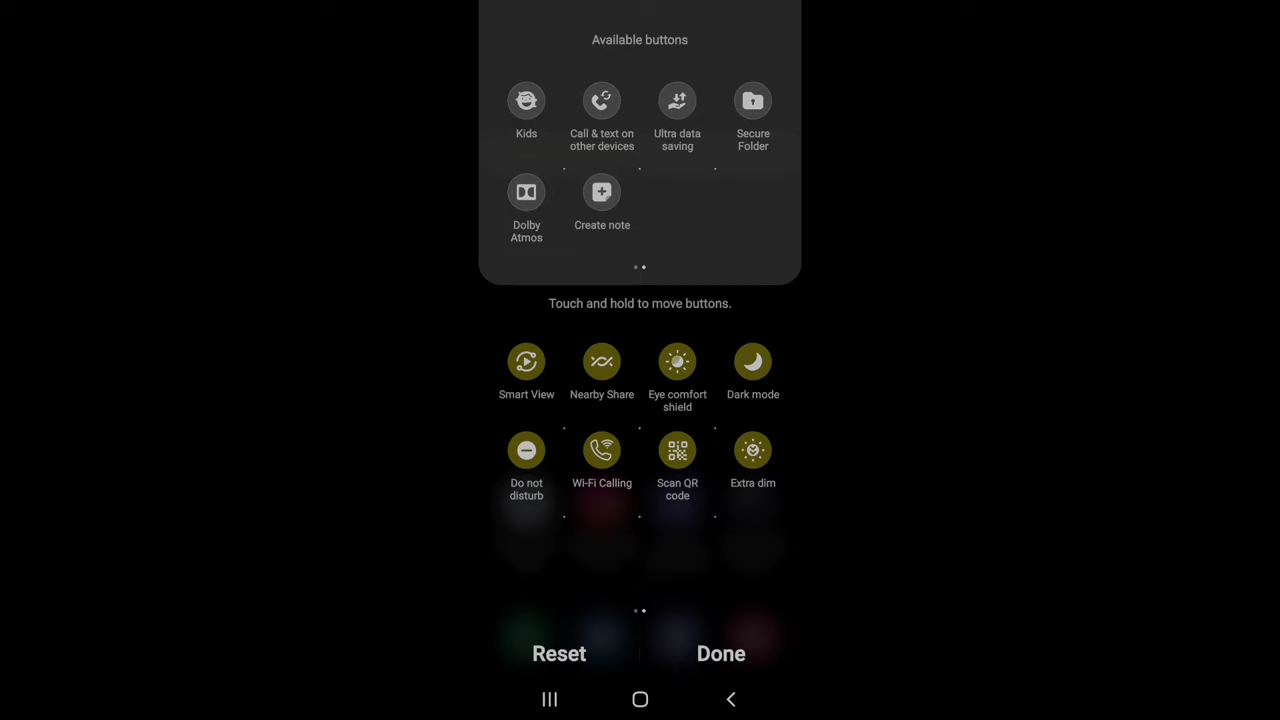 Available buttons
Kids
Call & text on
other devices
Ultra data
saving
Secure
Folder
Dolby
Atmos
Create note
Touch and hold to move buttons.
Smart View
Nearby Share
Eye comfort
shield
Dark mode
Do not
disturb
Wi-Fi Calling
Scan QR
code
Extra dim
Reset
Done